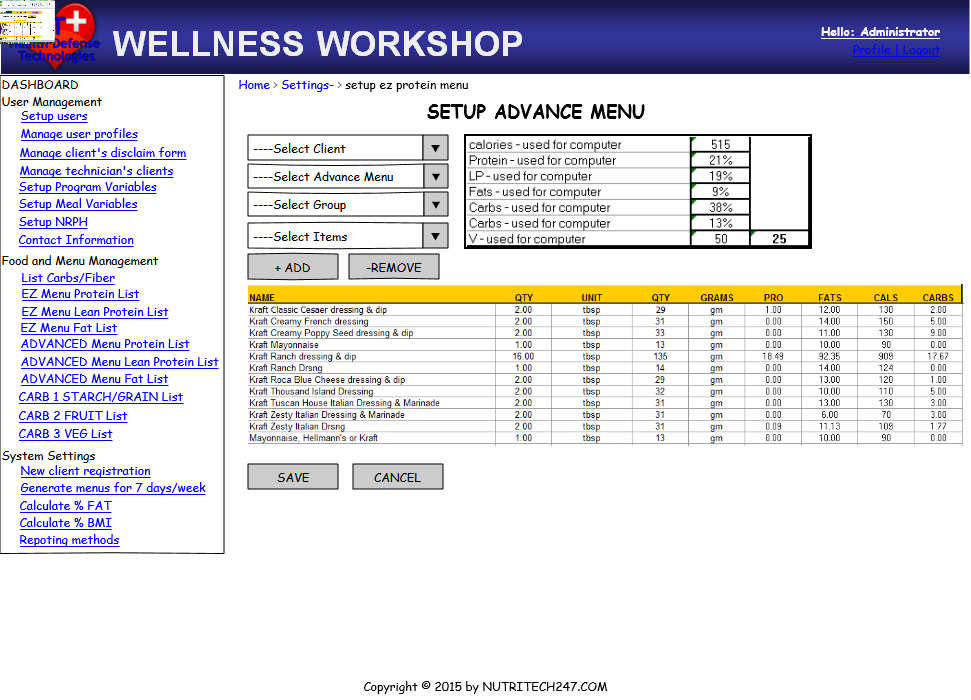 Health Defense
Technologies
WELLNESS WORKSHOP
Hello: Administrator
Profile | Logout
DASHBOARD
User Management
Setup users
Manage user profiles
Manage client's disclaim form
Manage technician's clients
Setup Program Variables
Setup Meal Variables
Setup NRPH
Contact Information
Food and Menu Management
List Carbs/Fiber
EZ Menu Protein List
EZ Menu Lean Protein List
EZ Menu Fat List
ADVANCED Menu Protein List
ADVANCED Menu Lean Protein List
ADVANCED Menu Fat List
CARB 1 STARCH/GRAIN List
CARB 2 FRUIT List
CARB 3 VEG List
System Settings
New client registration
Generate menus for 7 days/week
Calculate % FAT
Calculate % BMI
Repoting methods
Home > Settings- > setup ez protein menu
SETUP ADVANCE MENU
----Select Client
----Select Advance Menu
----Select Group
----Select Items
+ ADD -REMOVE
calories - used for computer 515
Protein - used for computer 21%
LP - used for computer 19%
Fats - used for computer 9%
Carbs - used for computer 38%
Carbs - used for computer 13%
V - used for computer 50 25
NAME QTY UNIT QTY GRAMS PRO FATS CALS CARBS
Kraft Classic Cesaer dressing & dip 2.00 tbsp 29 gm 1.00 12.00 130 2.00
Kraft Creamy French dressing 2.00 tbsp 31 gm 0.00 14.00 150 5.00
Kraft Creamy Poppy Seed dressing & dip 2.00 tbsp 33 gm 0.00 11.00 130 9.00
Kraft Mayonnaise 1.00 tbsp 13 gm 0.00 10.00 90 0.00
Kraft Ranch dressing & dip 16.00 tbsp 135 gm 18.49 92.35 909 17.67
Kraft Ranch Drsng 1.00 tbsp 14 gm 0.00 14.00 124 0.00
Kraft Roca Blue Cheese dressing & dip 2.00 tbsp 29 gm 0.00 13.00 120 1.00
Kraft Thousand Island Dressing 2.00 tbsp 32 gm 0.00 10.00 110 5.00
Kraft Tuscan House Italian Dressing & Marinade 2.00 tbsp 31 gm 0.00 13.00 130 3.00
Kraft Zesty Italian Dressing & Marinade 2.00 tbsp 31 gm 0.00 6.00 70 3.00
Kraft Zesty Italian Drsng 2.00 tbsp 31 gm 0.09 11.13 109 1.77
Mayonnaise, Hellmann's or Kraft 1.00 tbsp 13 gm 0.00 10.00 90 0.00
SAVE CANCEL
Copyright © 2015 by NUTRITECH247.COM